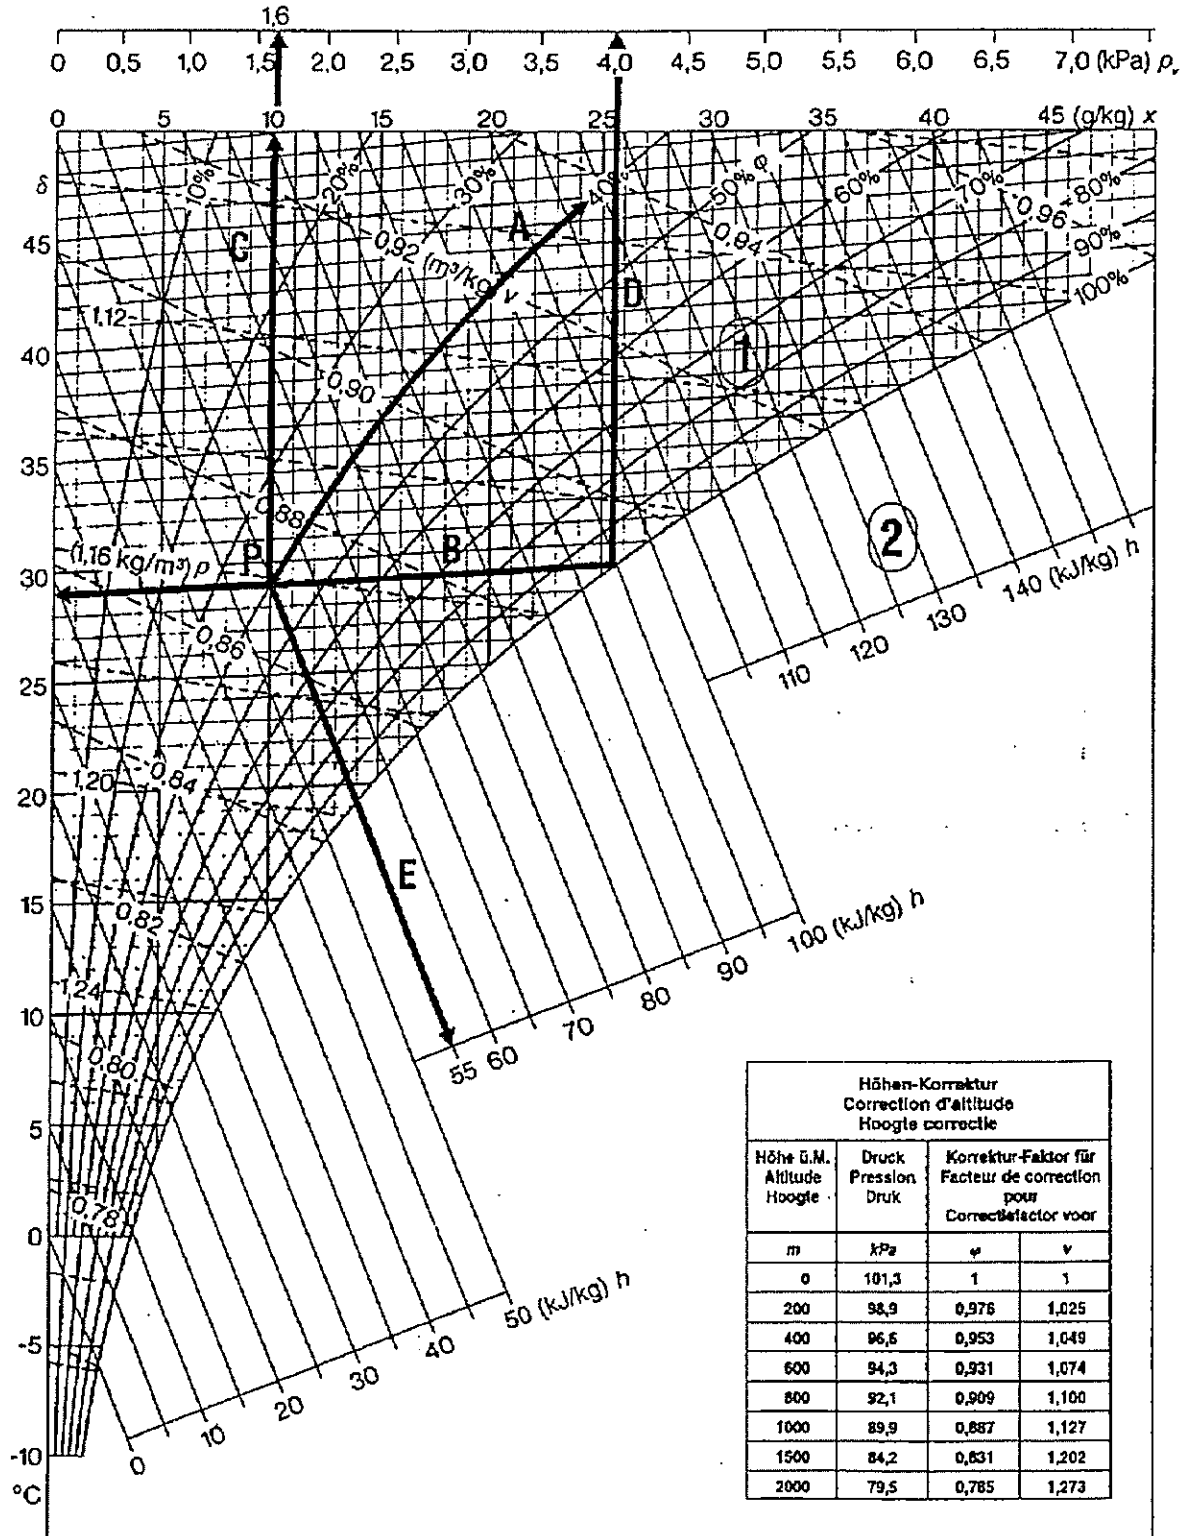 1,6
0 0,5 1,0 1,5 2,0 3,0 3,5 4,0 4,5 5,0 5,5 6,0 6,5 7,0 (kPa) p
0 5 10 15 20 25 30 35 40 45 (g/kg) x
δ
10% 20% 30% 40% 50% φ 60% 70% 80%
90%
100%
0,96
0,94
0,92 (m³/kg) v
45
C
A
D
1,12
40
0,90
1
35
0,88
(1,16 kg/m³) ρ
P
B
2
30
140 (kJ/kg) h
130
120
110
0,86
25
1,20
0,84
20
E
15
0,82
100 (kJ/kg) h
90
80
70
55 60
1,24
10
0,80
5
0,78
0
50 (kJ/kg) h
40
30
20
10
0
-5
-10
°C
Höhen-Korrektur
Correction d'altitude
Hoogte correctie
Höhe ü.M. Druck Korrektur-Faktor für
Altitude Pression Facteur de correction
Hoogte Druk pour
Correctiefactor voor
m kPa φ v
0 101,3 1 1
200 98,9 0,976 1,025
400 96,6 0,953 1,049
600 94,3 0,931 1,074
800 92,1 0,909 1,100
1000 89,9 0,887 1,127
1500 84,2 0,831 1,202
2000 79,5 0,785 1,273